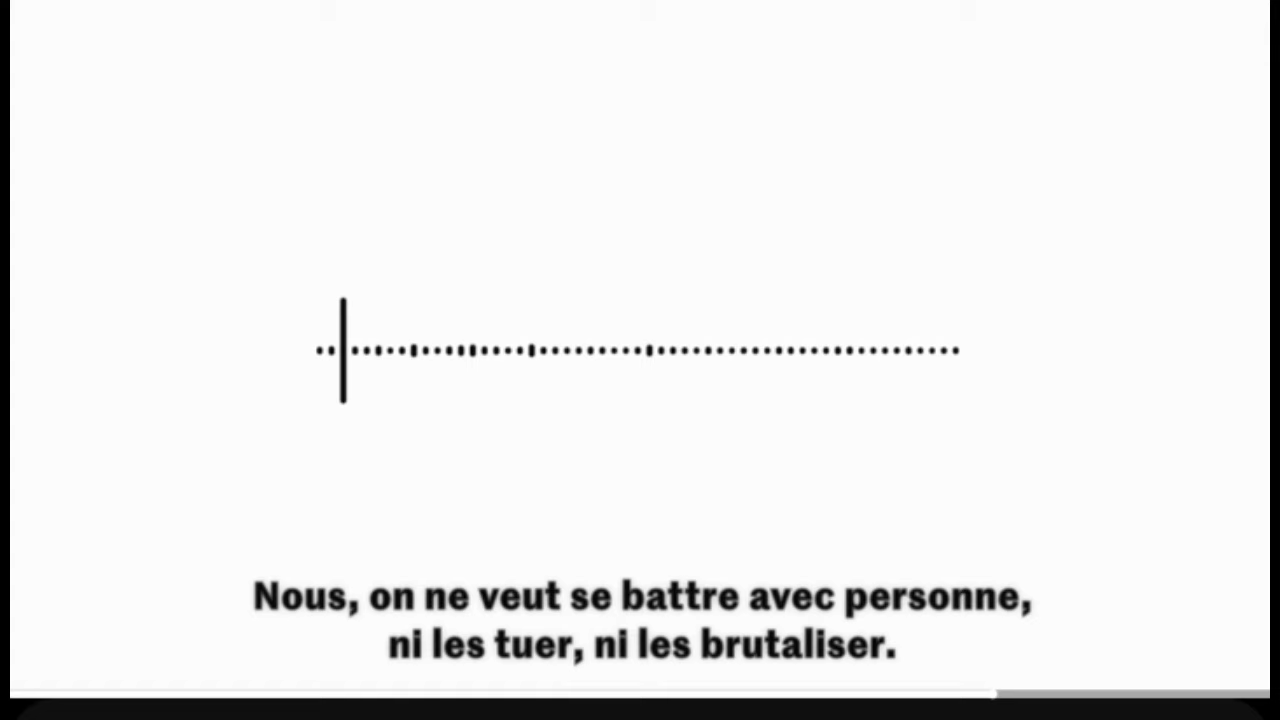 Nous, on ne veut se battre avec personne,
ni les tuer, ni les brutaliser.